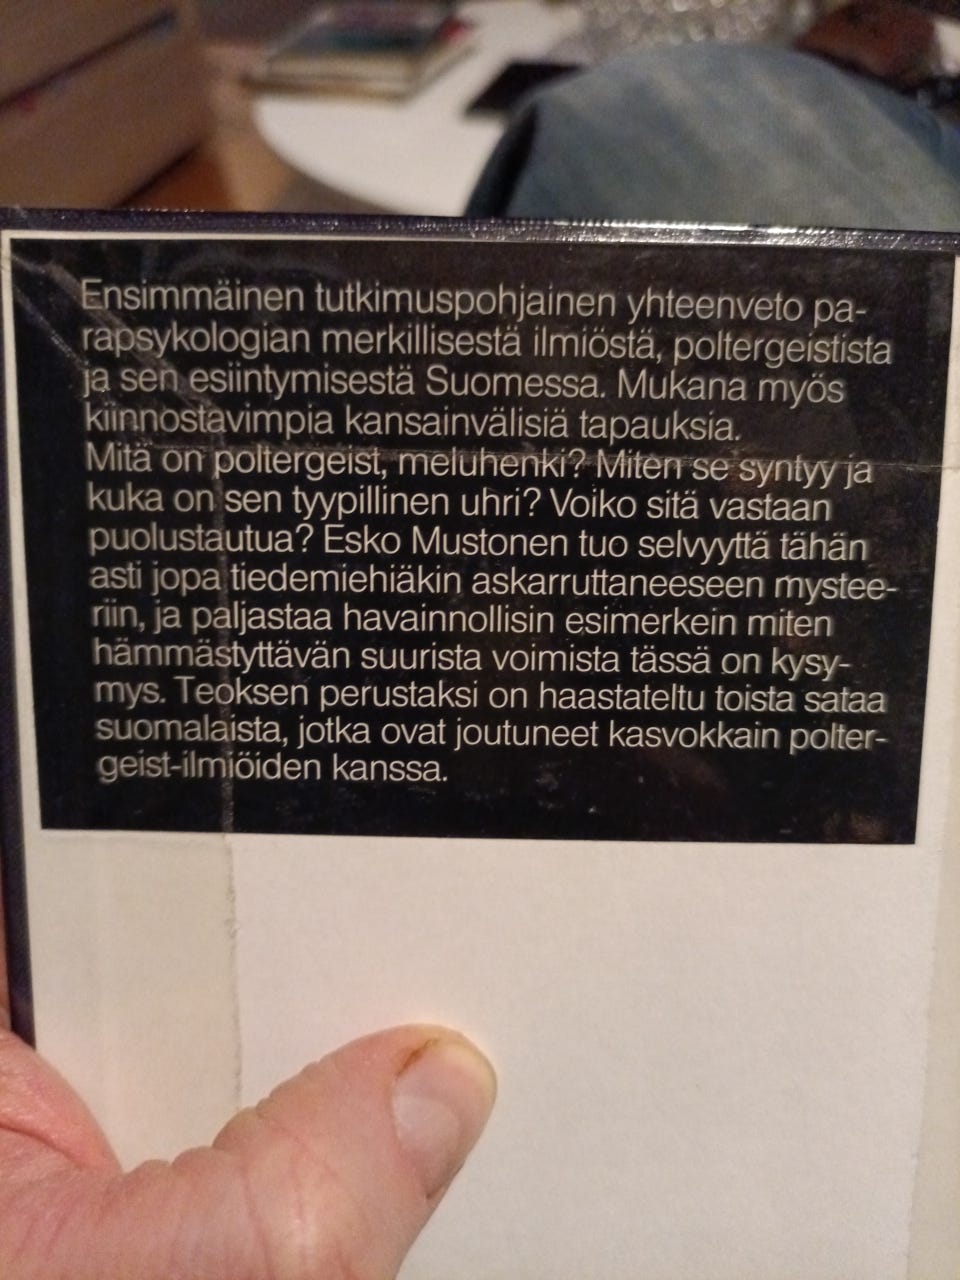 Ensimmäinen tutkimuspohjainen yhteenveto pa-
rapsykologian merkillisestä ilmiöstä, poltergeistista
ja sen esiintymisestä Suomessa. Mukana myös
kiinnostavimpia kansainvälisiä tapauksia.
Mitä on poltergeist, meluhenki? Miten se syntyy ja
kuka on sen tyypillinen uhri? Voiko sitä vastaan
puolustautua? Esko Mustonen tuo selvyyttä tähän
asti jopa tiedemiehiäkin askarruttaneeseen mystee-
riin, ja paljastaa havainnollisin esimerkein miten
hämmästyttävän suurista voimista tässä on kysy-
mys. Teoksen perustaksi on haastateltu toista sataa
suomalaista, jotka ovat joutuneet kasvokkain polter-
geist-ilmiöiden kanssa.